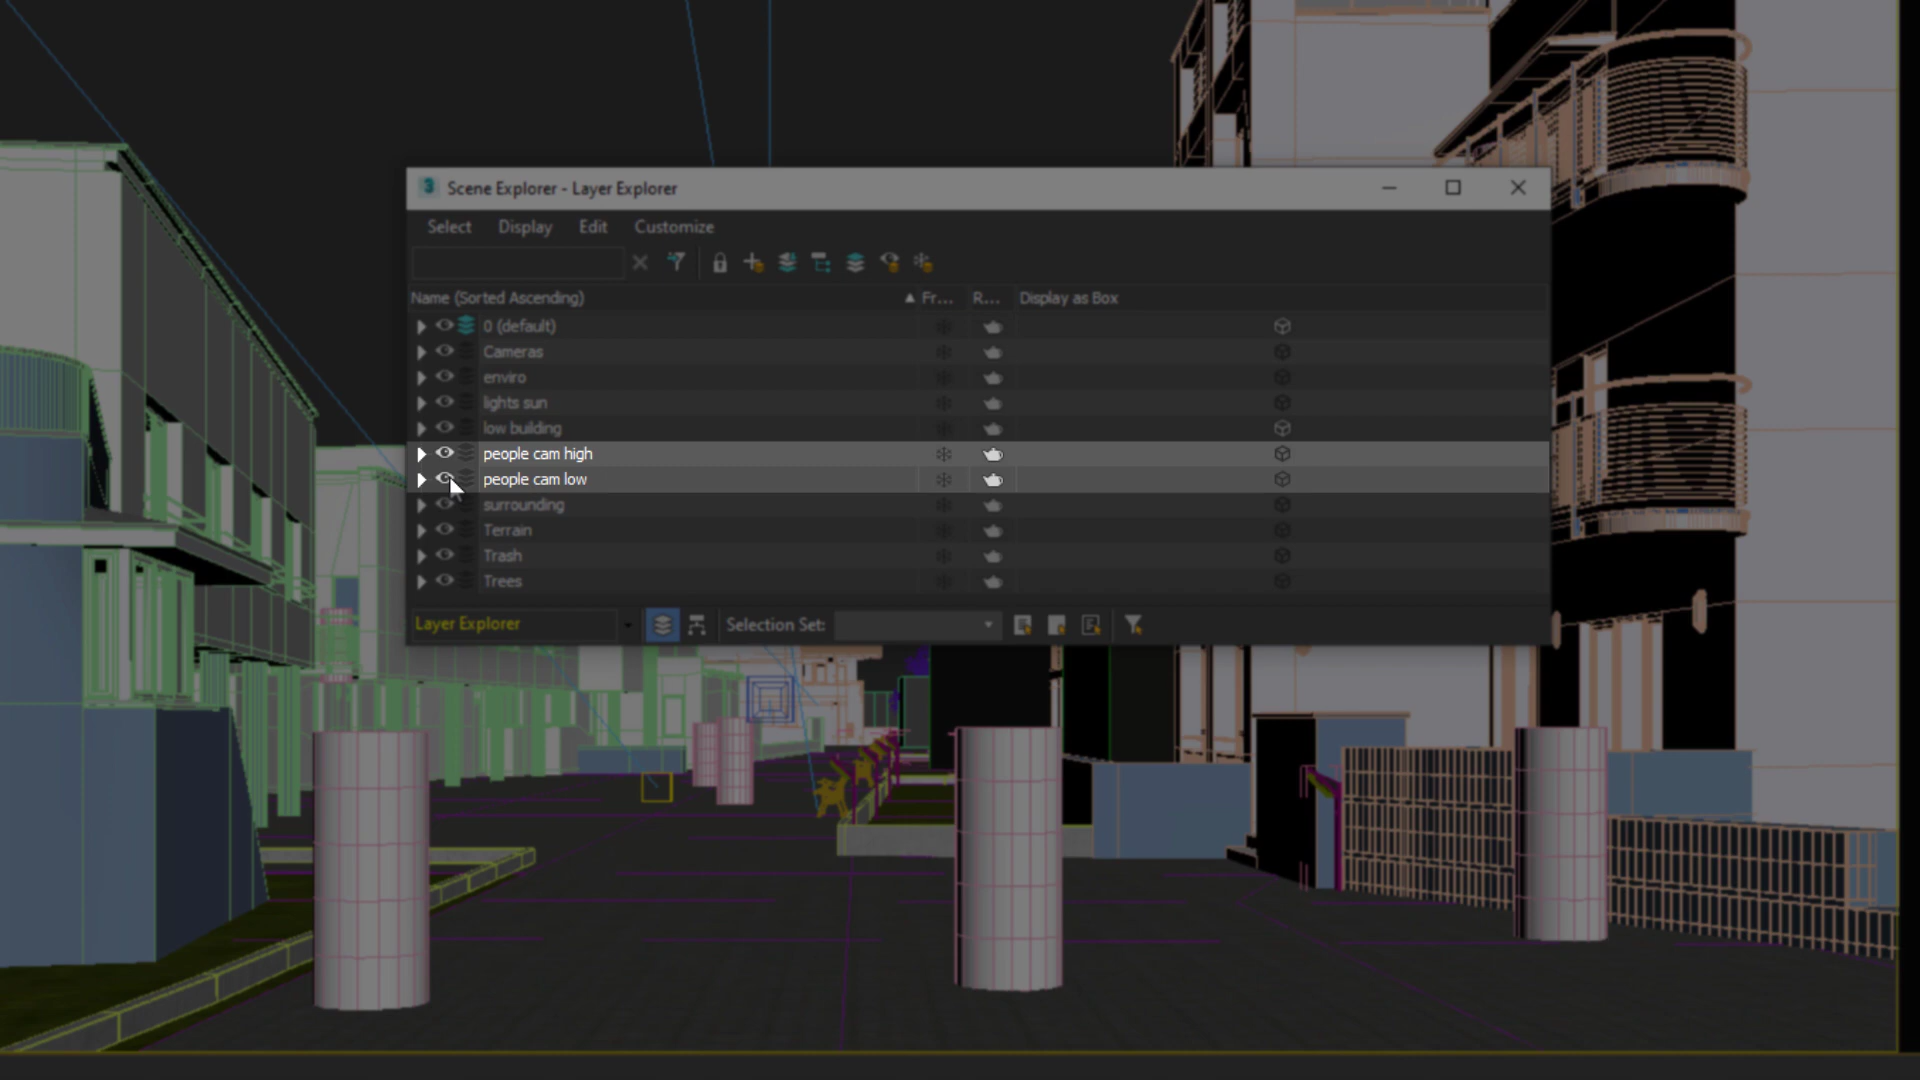 3 Scene Explorer - Layer Explorer
Select Display Edit Customize
Name (Sorted Ascending) Fr... R... Display as Box
0 (default)
Cameras
enviro
lights sun
low building
people cam high
people cam low
surrounding
Terrain
Trash
Trees
Layer Explorer Selection Set: